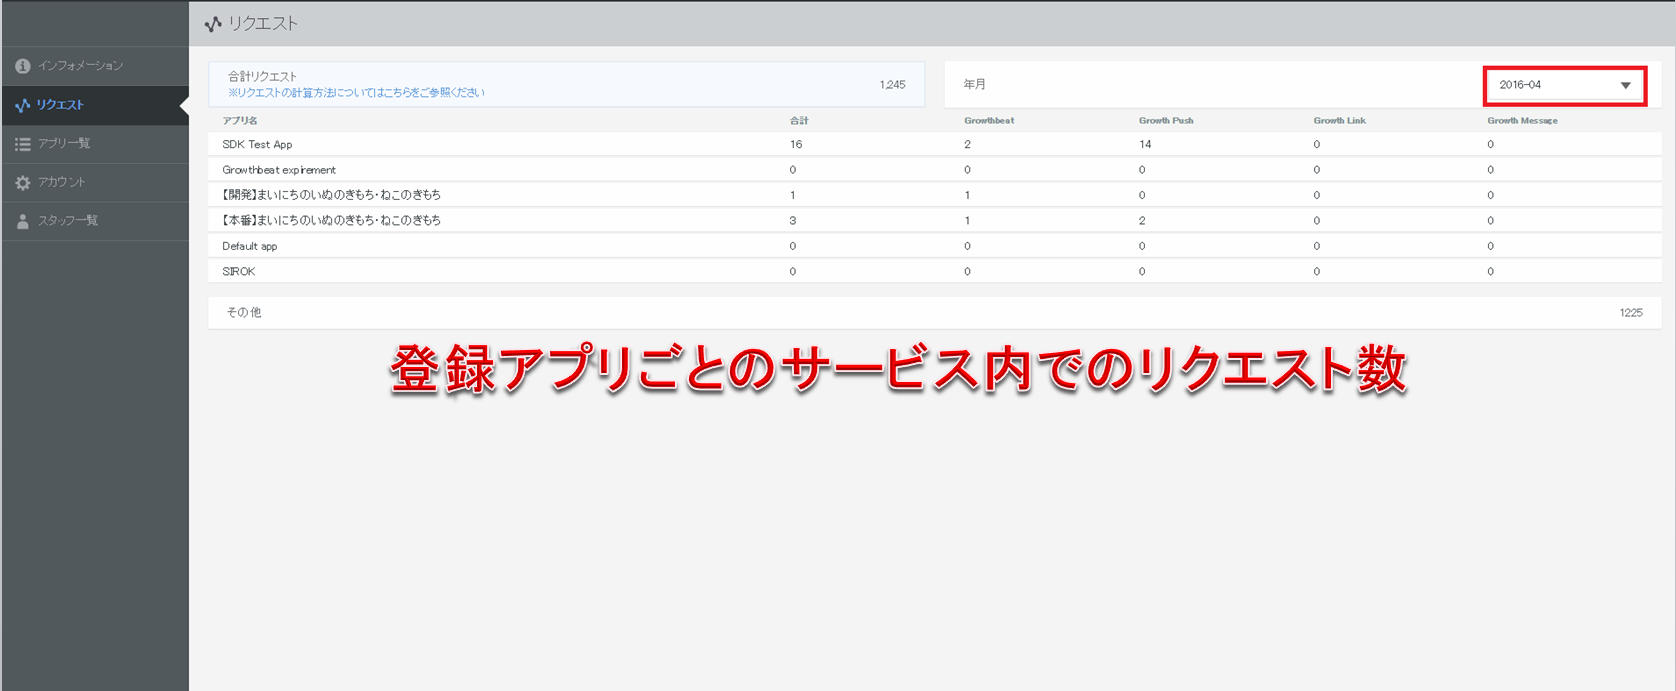 リクエスト
インフォメーション
リクエスト
アプリ一覧
アカウント
スタッフ一覧
合計リクエスト
※リクエストの計算方法についてはこちらをご参照ください
1,245
年月
2016-04
アプリ名 合計 Growthbeat Growth Push Growth Link Growth Message
SDK Test App 16 2 14 0 0
Growthbeat expirement 0 0 0 0 0
【開発】まいにちのいぬのきもち・ねこのきもち 1 1 0 0 0
【本番】まいにちのいぬのきもち・ねこのきもち 3 1 2 0 0
Default app 0 0 0 0 0
SIROK 0 0 0 0 0
その他 1225
登録アプリごとのサービス内でのリクエスト数